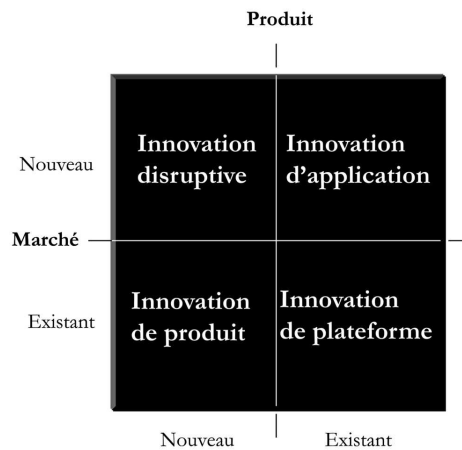 Produit
Innovation
disruptive
Innovation
d’application
Nouveau
Marché
Innovation
de produit
Innovation
de plateforme
Existant
Nouveau
Existant